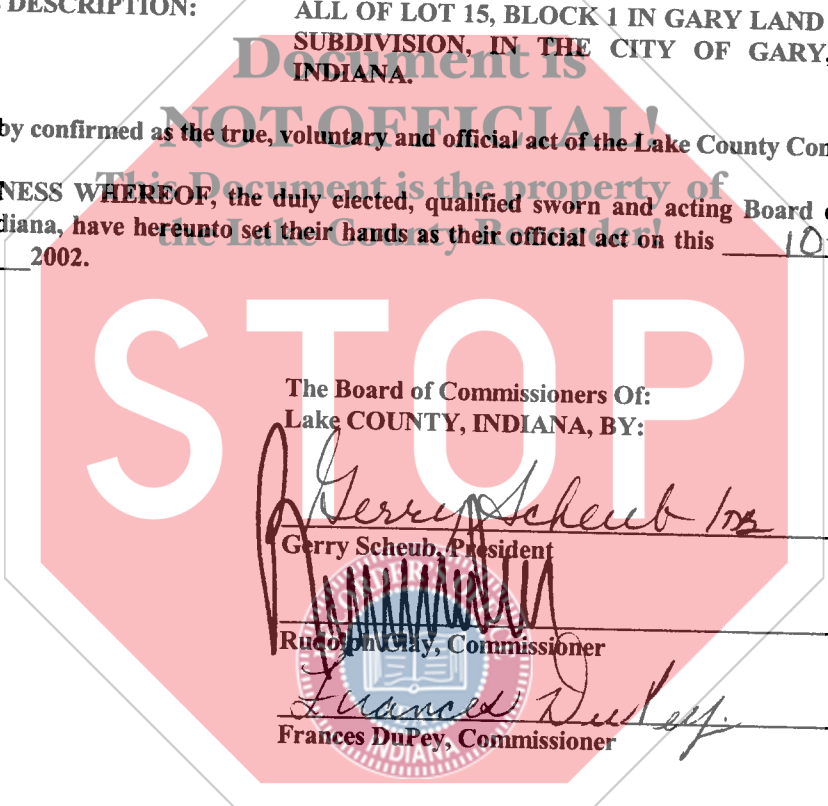 DESCRIPTION: ALL OF LOT 15, BLOCK 1 IN GARY LAND
SUBDIVISION, IN THE CITY OF GARY,
INDIANA.
Document is
NOT OFFICIAL!
by confirmed as the true, voluntary and official act of the Lake County Con
This Document is the property of
NESS WHEREOF, the duly elected, qualified sworn and acting Board
the Lake County Recorder!
diana, have hereunto set their hands as their official act on this 10
2002.
STOP
The Board of Commissioners Of:
Lake COUNTY, INDIANA, BY:
Gerry Scheub
Gerry Scheub, President
Rudolph Clay, Commissioner
Frances DuPey
Frances DuPey, Commissioner
INDIANA